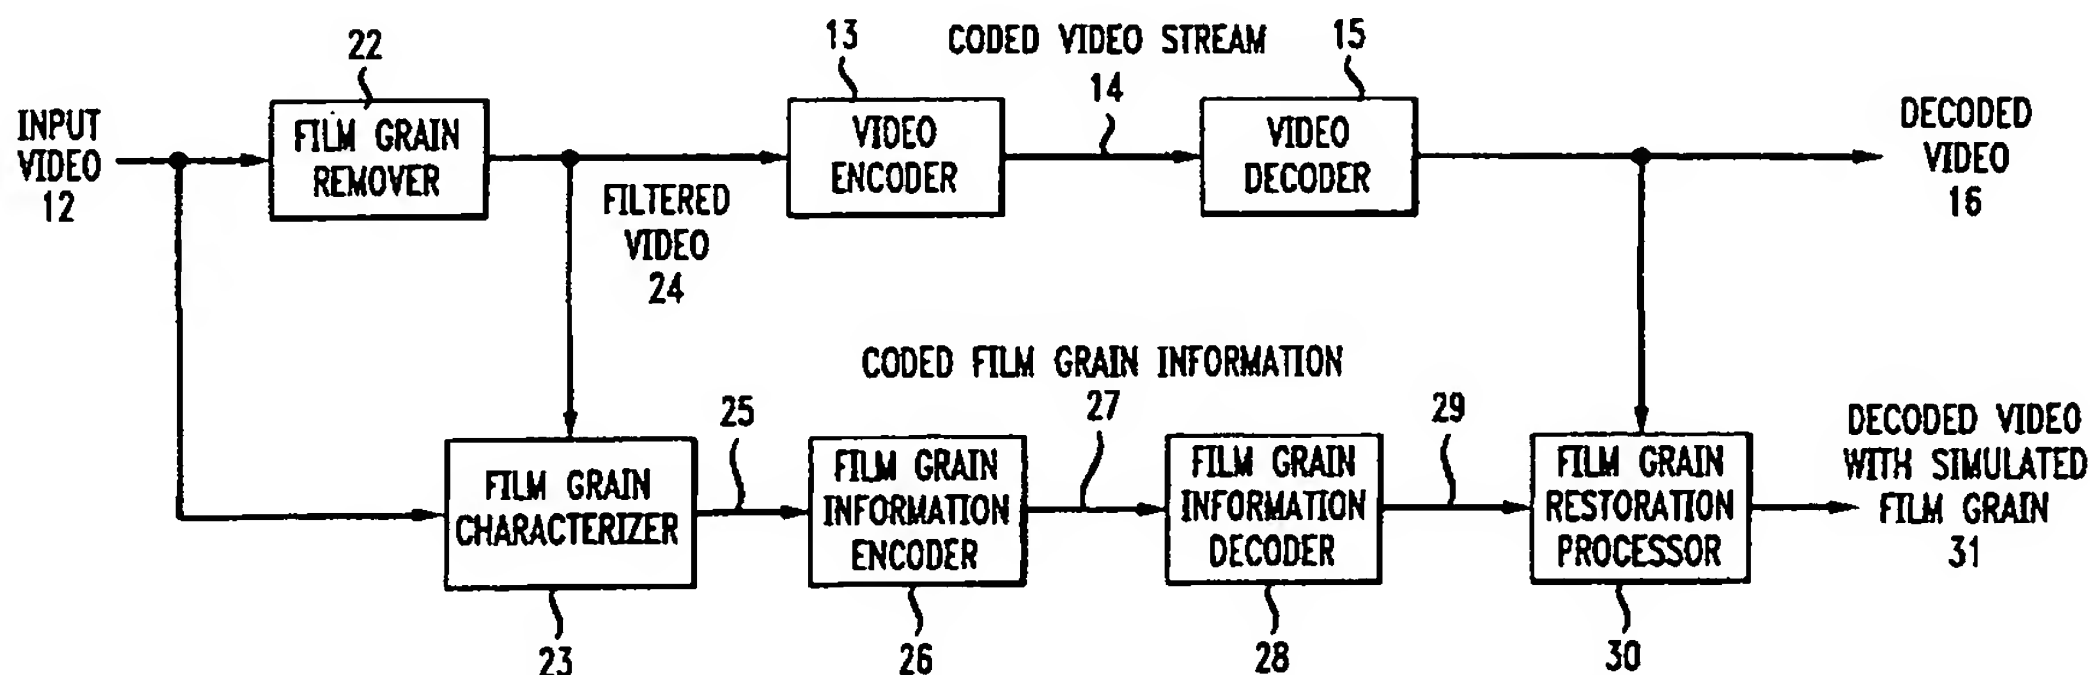 INPUT
VIDEO
12
22
FILM GRAIN
REMOVER
FILTERED
VIDEO
24
13
VIDEO
ENCODER
CODED VIDEO STREAM
14
15
VIDEO
DECODER
DECODED
VIDEO
16
FILM GRAIN
CHARACTERIZER
23
25
FILM GRAIN
INFORMATION
ENCODER
26
CODED FILM GRAIN INFORMATION
27
FILM GRAIN
INFORMATION
DECODER
28
29
FILM GRAIN
RESTORATION
PROCESSOR
30
DECODED VIDEO
WITH SIMULATED
FILM GRAIN
31